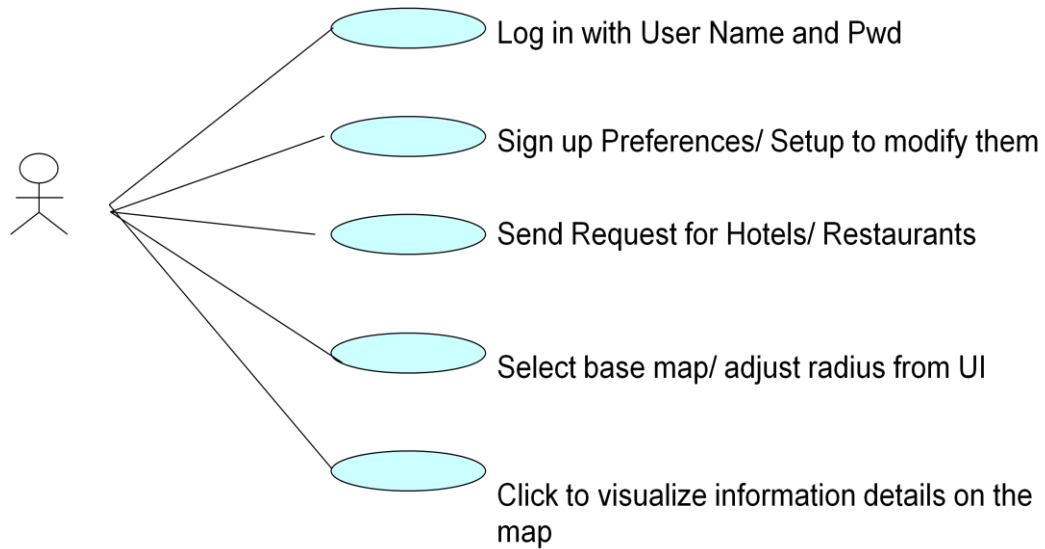 Log in with User Name and Pwd
Sign up Preferences/ Setup to modify them
Send Request for Hotels/ Restaurants
Select base map/ adjust radius from UI
Click to visualize information details on the
map